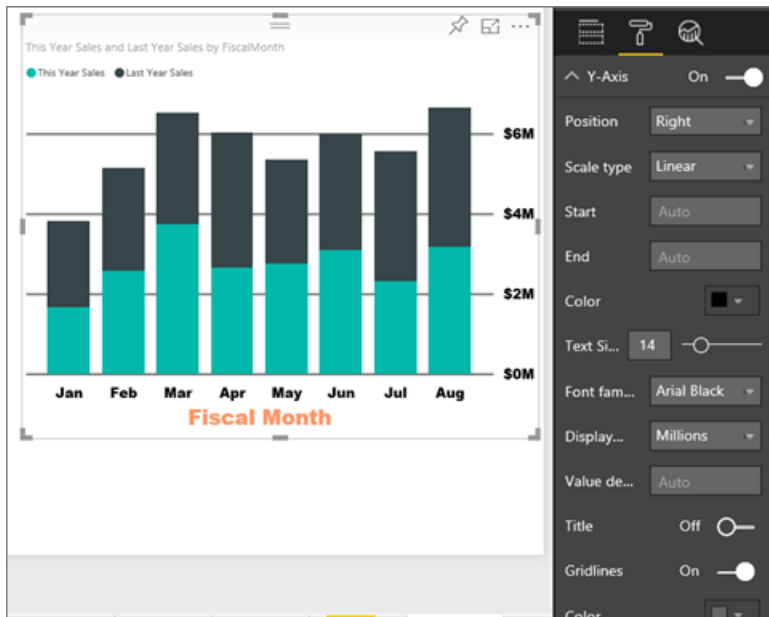 This Year Sales and Last Year Sales by FiscalMonth
This Year Sales Last Year Sales
$6M
$4M
$2M
$0M
Jan Feb Mar Apr May Jun Jul Aug
Fiscal Month
Y-Axis On
Position Right
Scale type Linear
Start Auto
End Auto
Color
Text Si... 14
Font fam... Arial Black
Display... Millions
Value de... Auto
Title Off
Gridlines On
Color